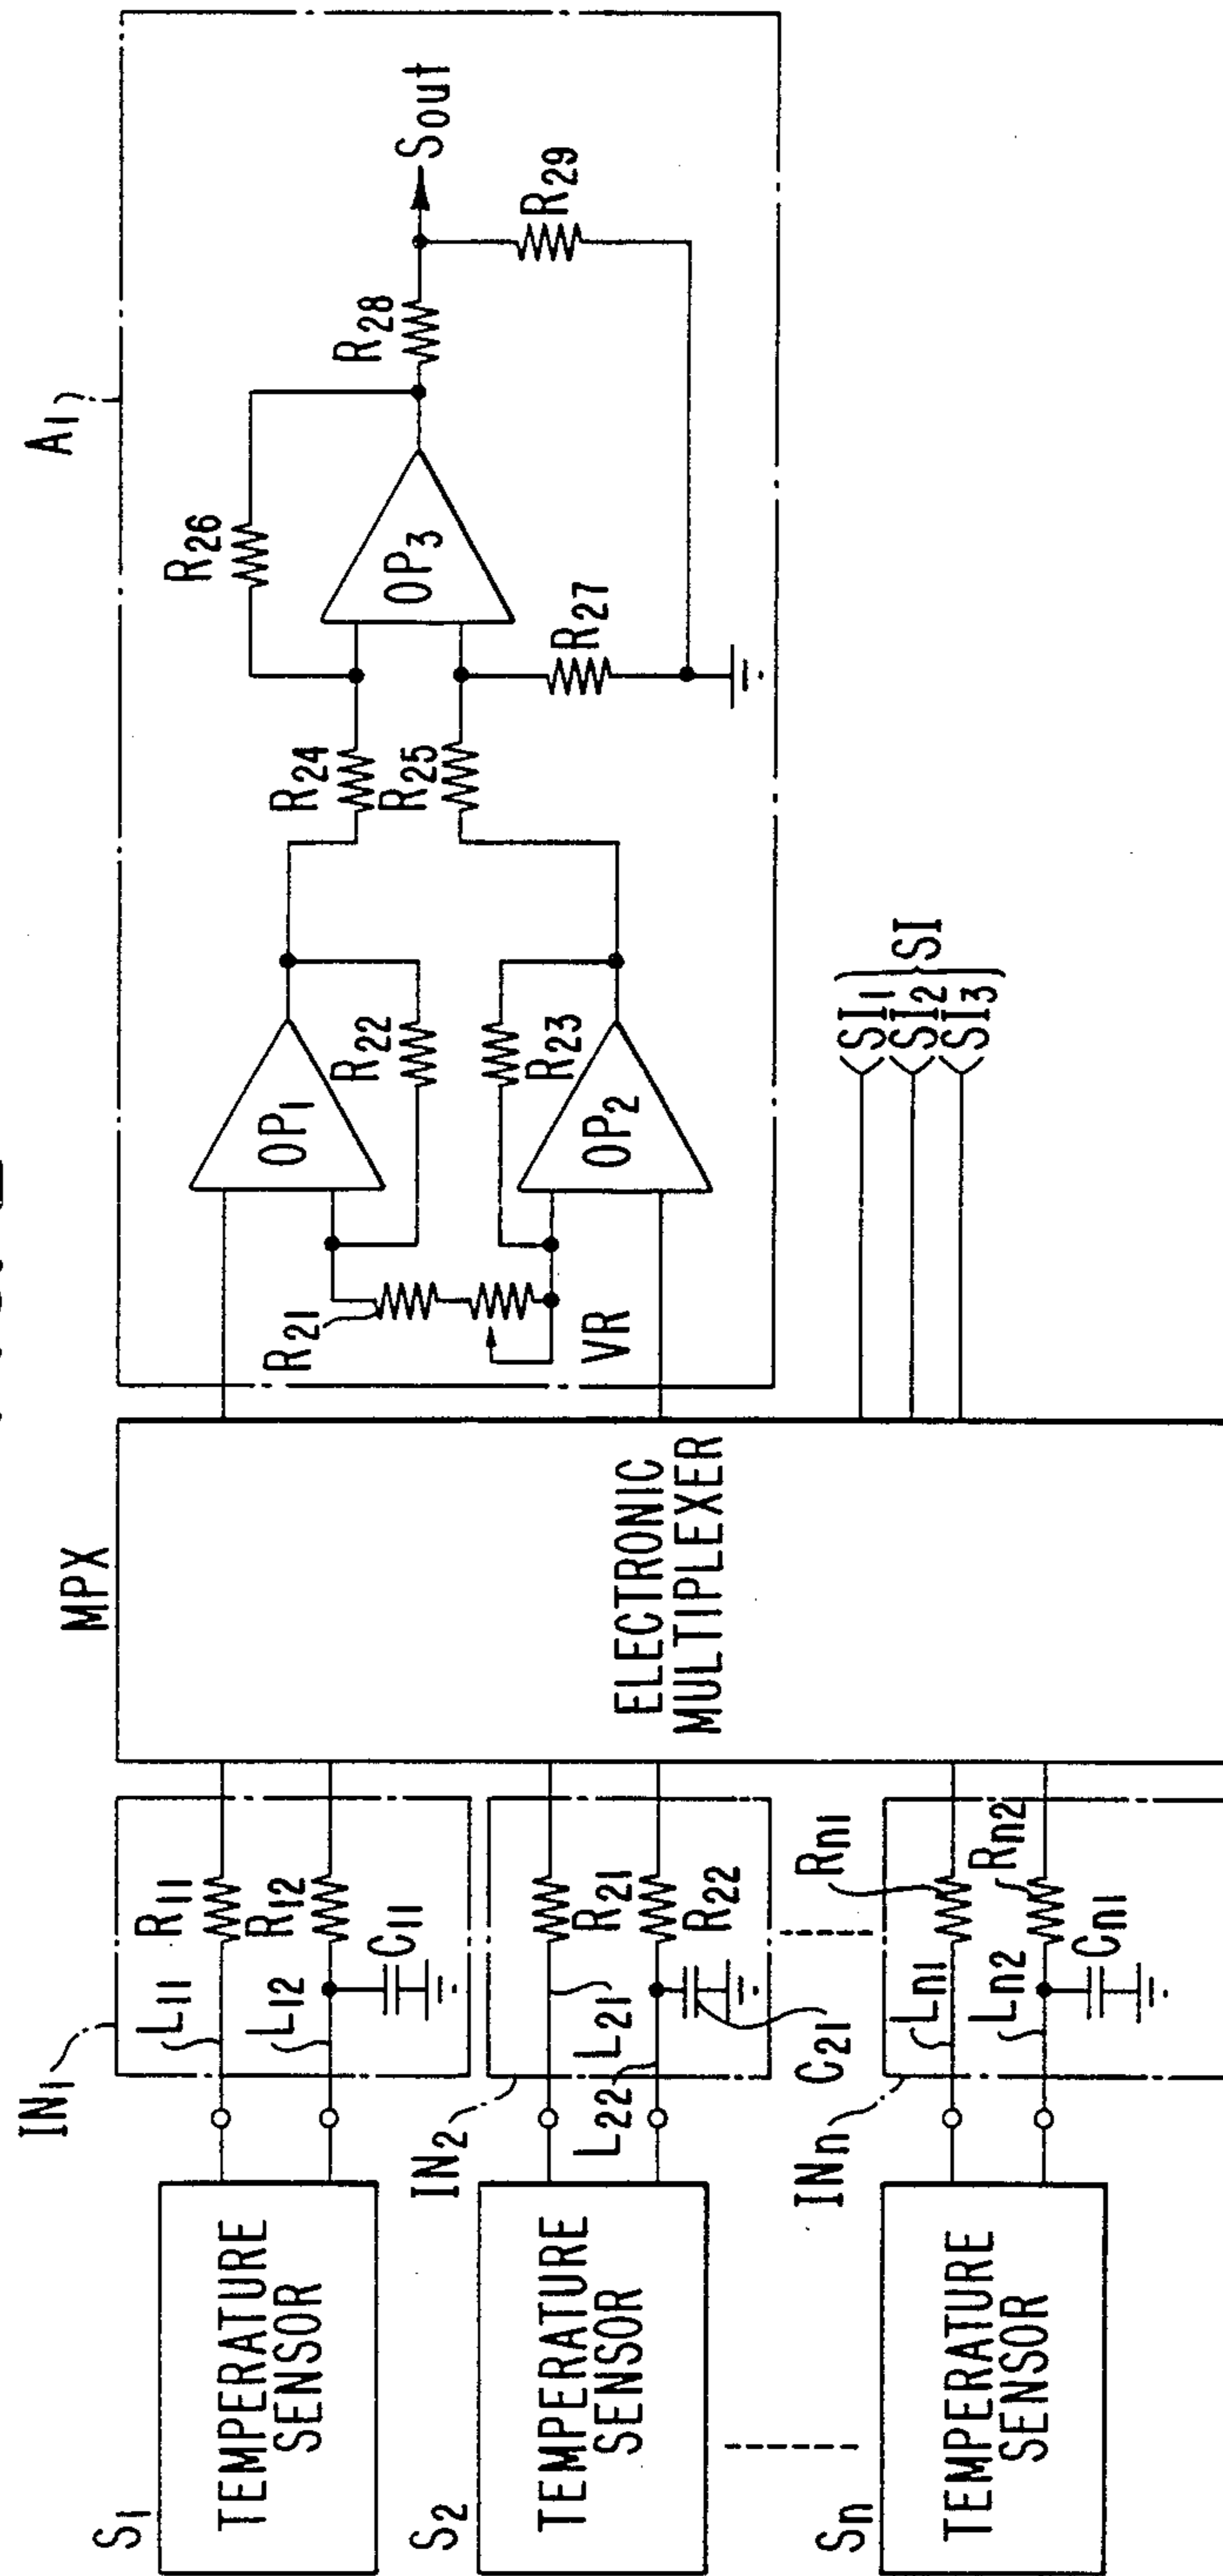 A1
Sout
R29
R28
R26
OP3
R27
R24
R25
OP1
R22
R23
OP2
R21
VR
SI1
SI2
SI3
SI
MPX
ELECTRONIC
MULTIPLEXER
IN1
L11
R11
L12
R12
C11
IN2
L21
R21
L22
R22
C21
INn
Ln1
Rn1
Ln2
Rn2
Cn1
S1
TEMPERATURE
SENSOR
S2
TEMPERATURE
SENSOR
Sn
TEMPERATURE
SENSOR